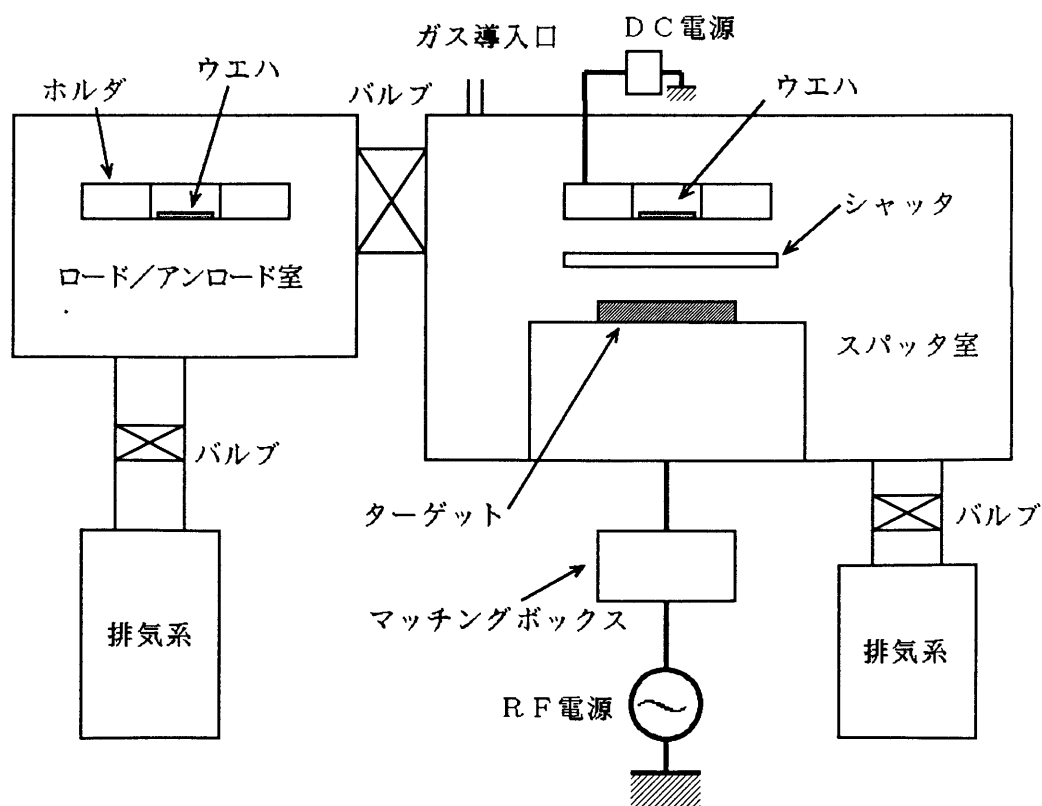 ガス導入口
DC電源
ウエハ
ホルダ
バルブ
ウエハ
シャッタ
ロード／アンロード室
スパッタ室
バルブ
ターゲット
バルブ
マッチングボックス
排気系
排気系
RF電源